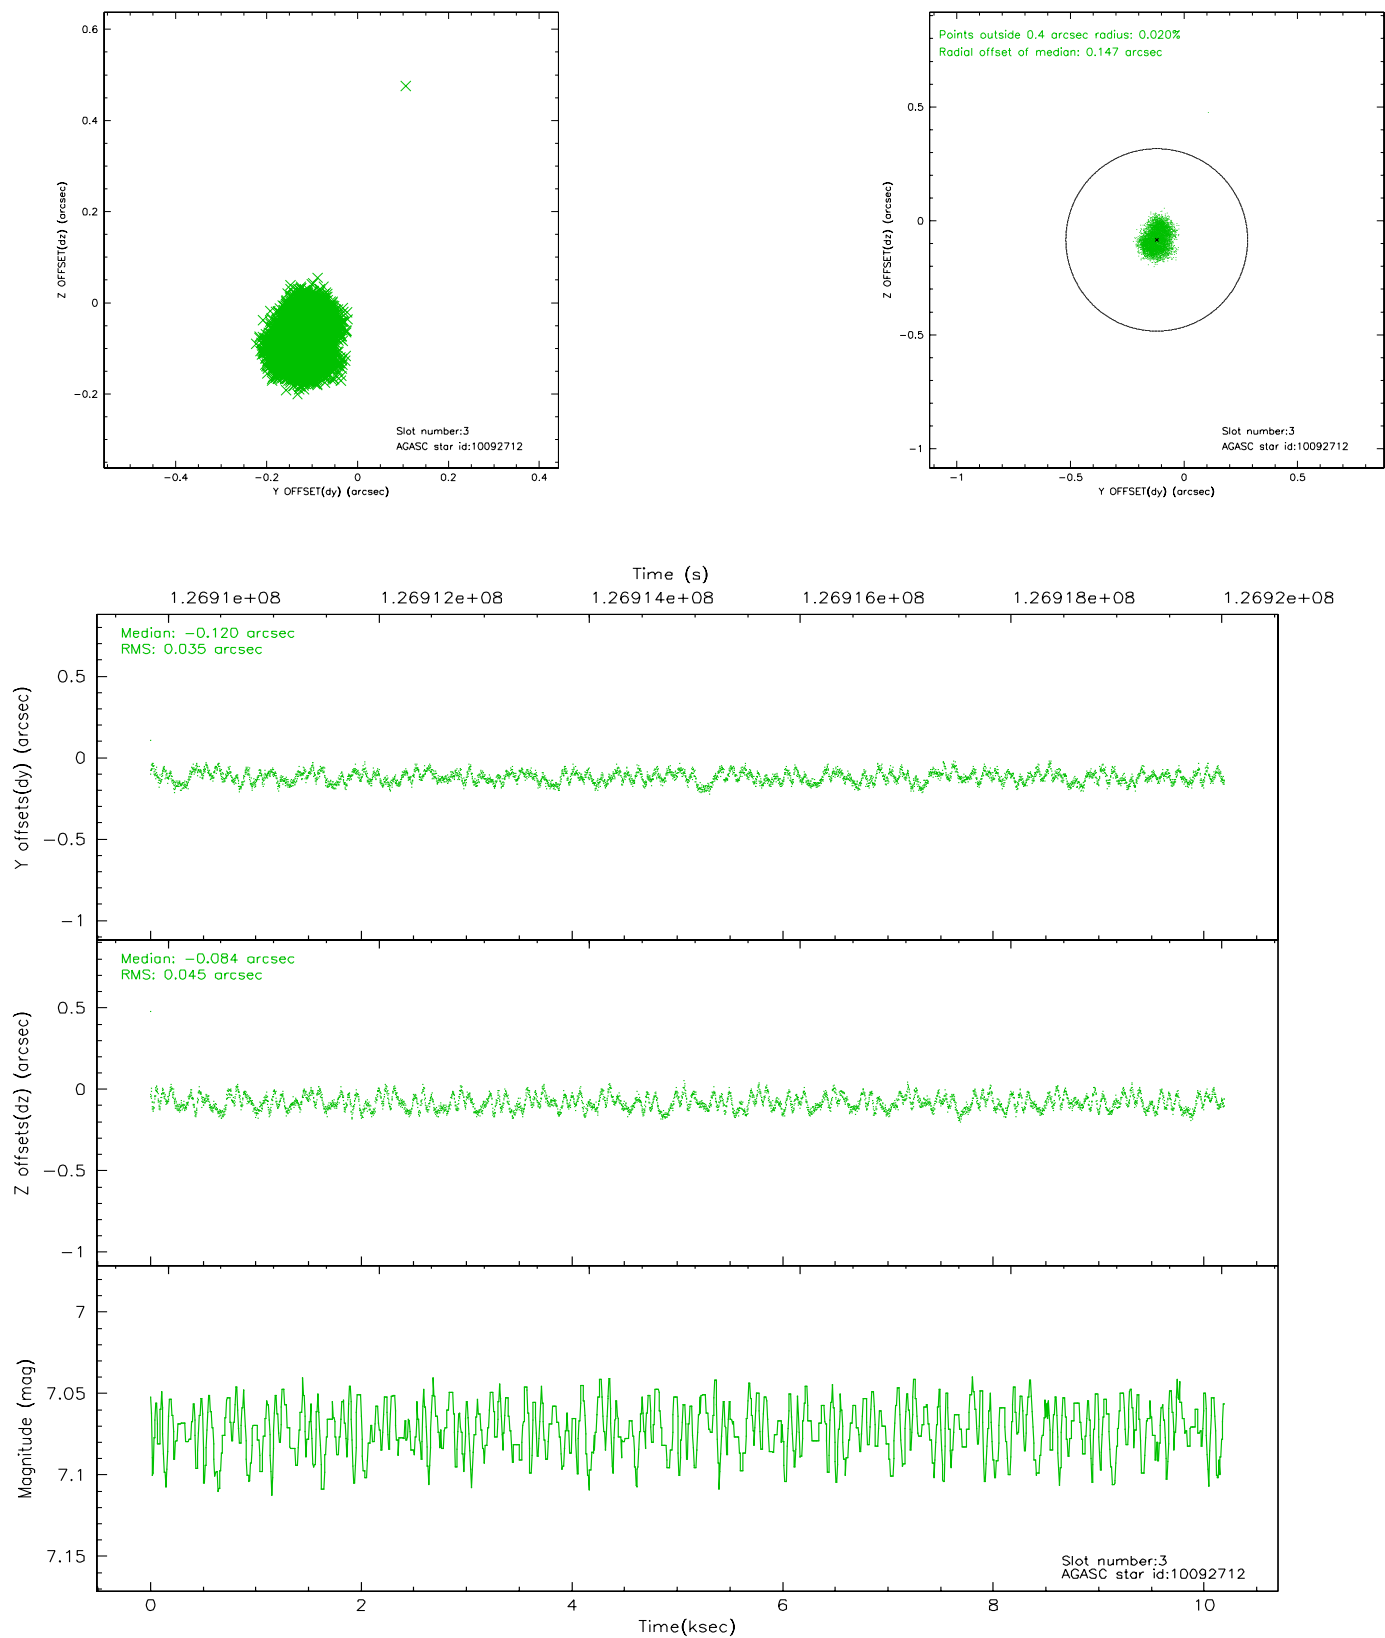 0.6
0.4
0.2
0
−0.2
−0.4
−0.2
0
0.2
0.4
Z OFFSET(dz) (arcsec)
Y OFFSET(dy) (arcsec)
Slot number:3
AGASC star id:10092712
Points outside 0.4 arcsec radius: 0.020%
Radial offset of median: 0.147 arcsec
0.5
0
−0.5
−1
−1
−0.5
0
0.5
Z OFFSET(dz) (arcsec)
Y OFFSET(dy) (arcsec)
Slot number:3
AGASC star id:10092712
Time (s)
1.2691e+08
1.26912e+08
1.26914e+08
1.26916e+08
1.26918e+08
1.2692e+08
Median: −0.120 arcsec
RMS: 0.035 arcsec
0.5
0
−0.5
−1
Y offsets(dy) (arcsec)
Median: −0.084 arcsec
RMS: 0.045 arcsec
0.5
0
−0.5
−1
Z offsets(dz) (arcsec)
7
7.05
7.1
7.15
Magnitude (mag)
Slot number:3
AGASC star id:10092712
0
2
4
6
8
10
Time(ksec)